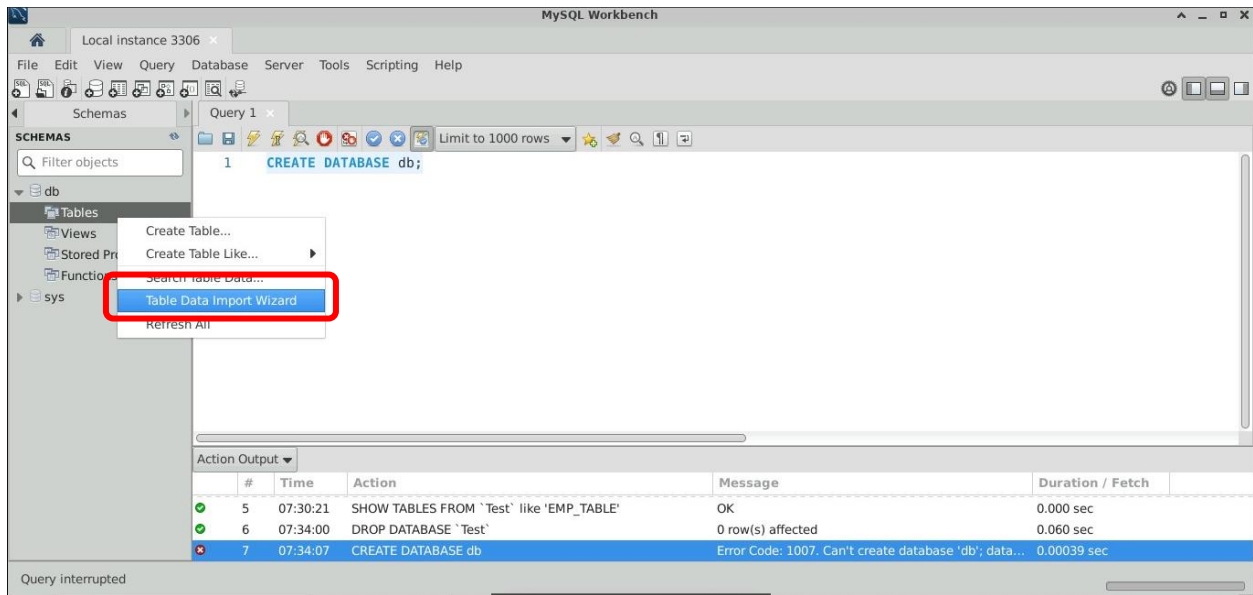 MySQL Workbench
Local instance 3306
File Edit View Query Database Server Tools Scripting Help
Schemas
Query 1
SCHEMAS
Limit to 1000 rows
Filter objects
1 CREATE DATABASE db;
db
Tables
Views
Stored Pro
Functions
sys
Create Table...
Create Table Like...
Search Table Data...
Table Data Import Wizard
Refresh All
Action Output
# Time Action Message Duration / Fetch
5 07:30:21 SHOW TABLES FROM `Test` like 'EMP_TABLE' OK 0.000 sec
6 07:34:00 DROP DATABASE `Test` 0 row(s) affected 0.060 sec
7 07:34:07 CREATE DATABASE db Error Code: 1007. Can't create database 'db'; data... 0.00039 sec
Query interrupted